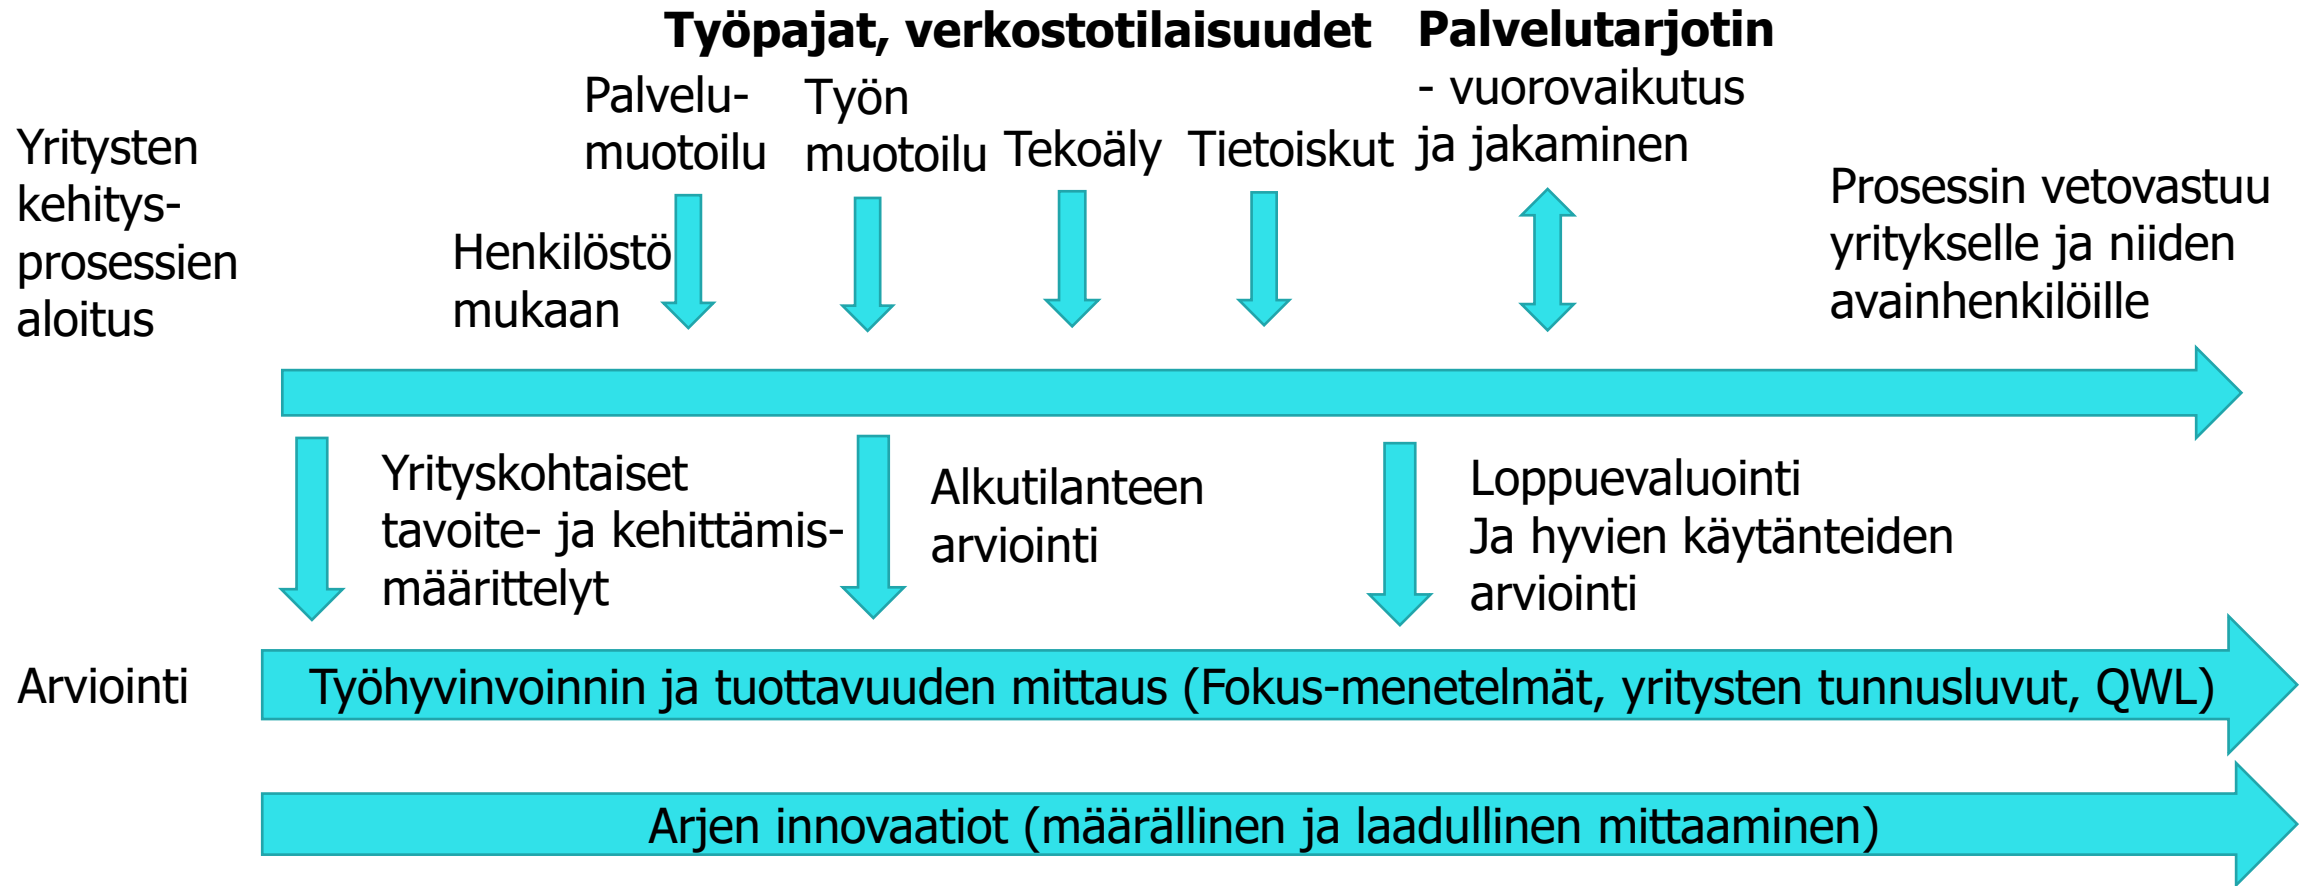 Työpajat, verkostotilaisuudet
Palvelutarjotin
- vuorovaikutus
ja jakaminen
Palvelu-
muotoilu
Työn
muotoilu
Tekoäly
Tietoiskut
Yritysten
kehitys-
prosessien
aloitus
Henkilöstö
mukaan
Prosessin vetovastuu
yritykselle ja niiden
avainhenkilöille
Yrityskohtaiset
tavoite- ja kehittämis-
määrittelyt
Alkutilanteen
arviointi
Loppuevaluointi
Ja hyvien käytänteiden
arviointi
Arviointi
Työhyvinvoinnin ja tuottavuuden mittaus (Fokus-menetelmät, yritysten tunnusluvut, QWL)
Arjen innovaatiot (määrällinen ja laadullinen mittaaminen)